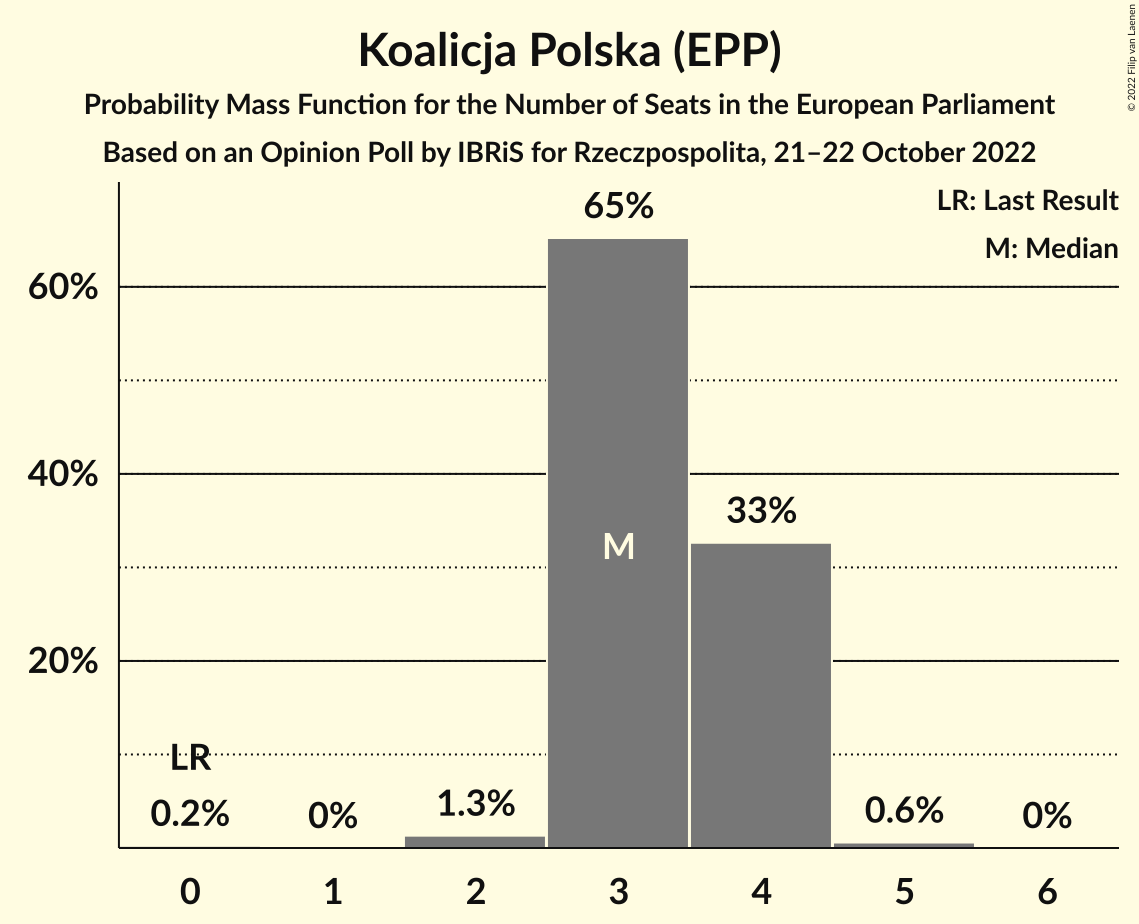 Koalicja Polska (EPP)
Probability Mass Function for the Number of Seats in the European Parliament
Based on an Opinion Poll by IBRiS for Rzeczpospolita, 21–22 October 2022
© 2022 Filip van Laenen
LR: Last Result
M: Median
65%
60%
40%
33%
M
20%
LR
0.2%
0%
1.3%
0.6%
0%
0
1
2
3
4
5
6